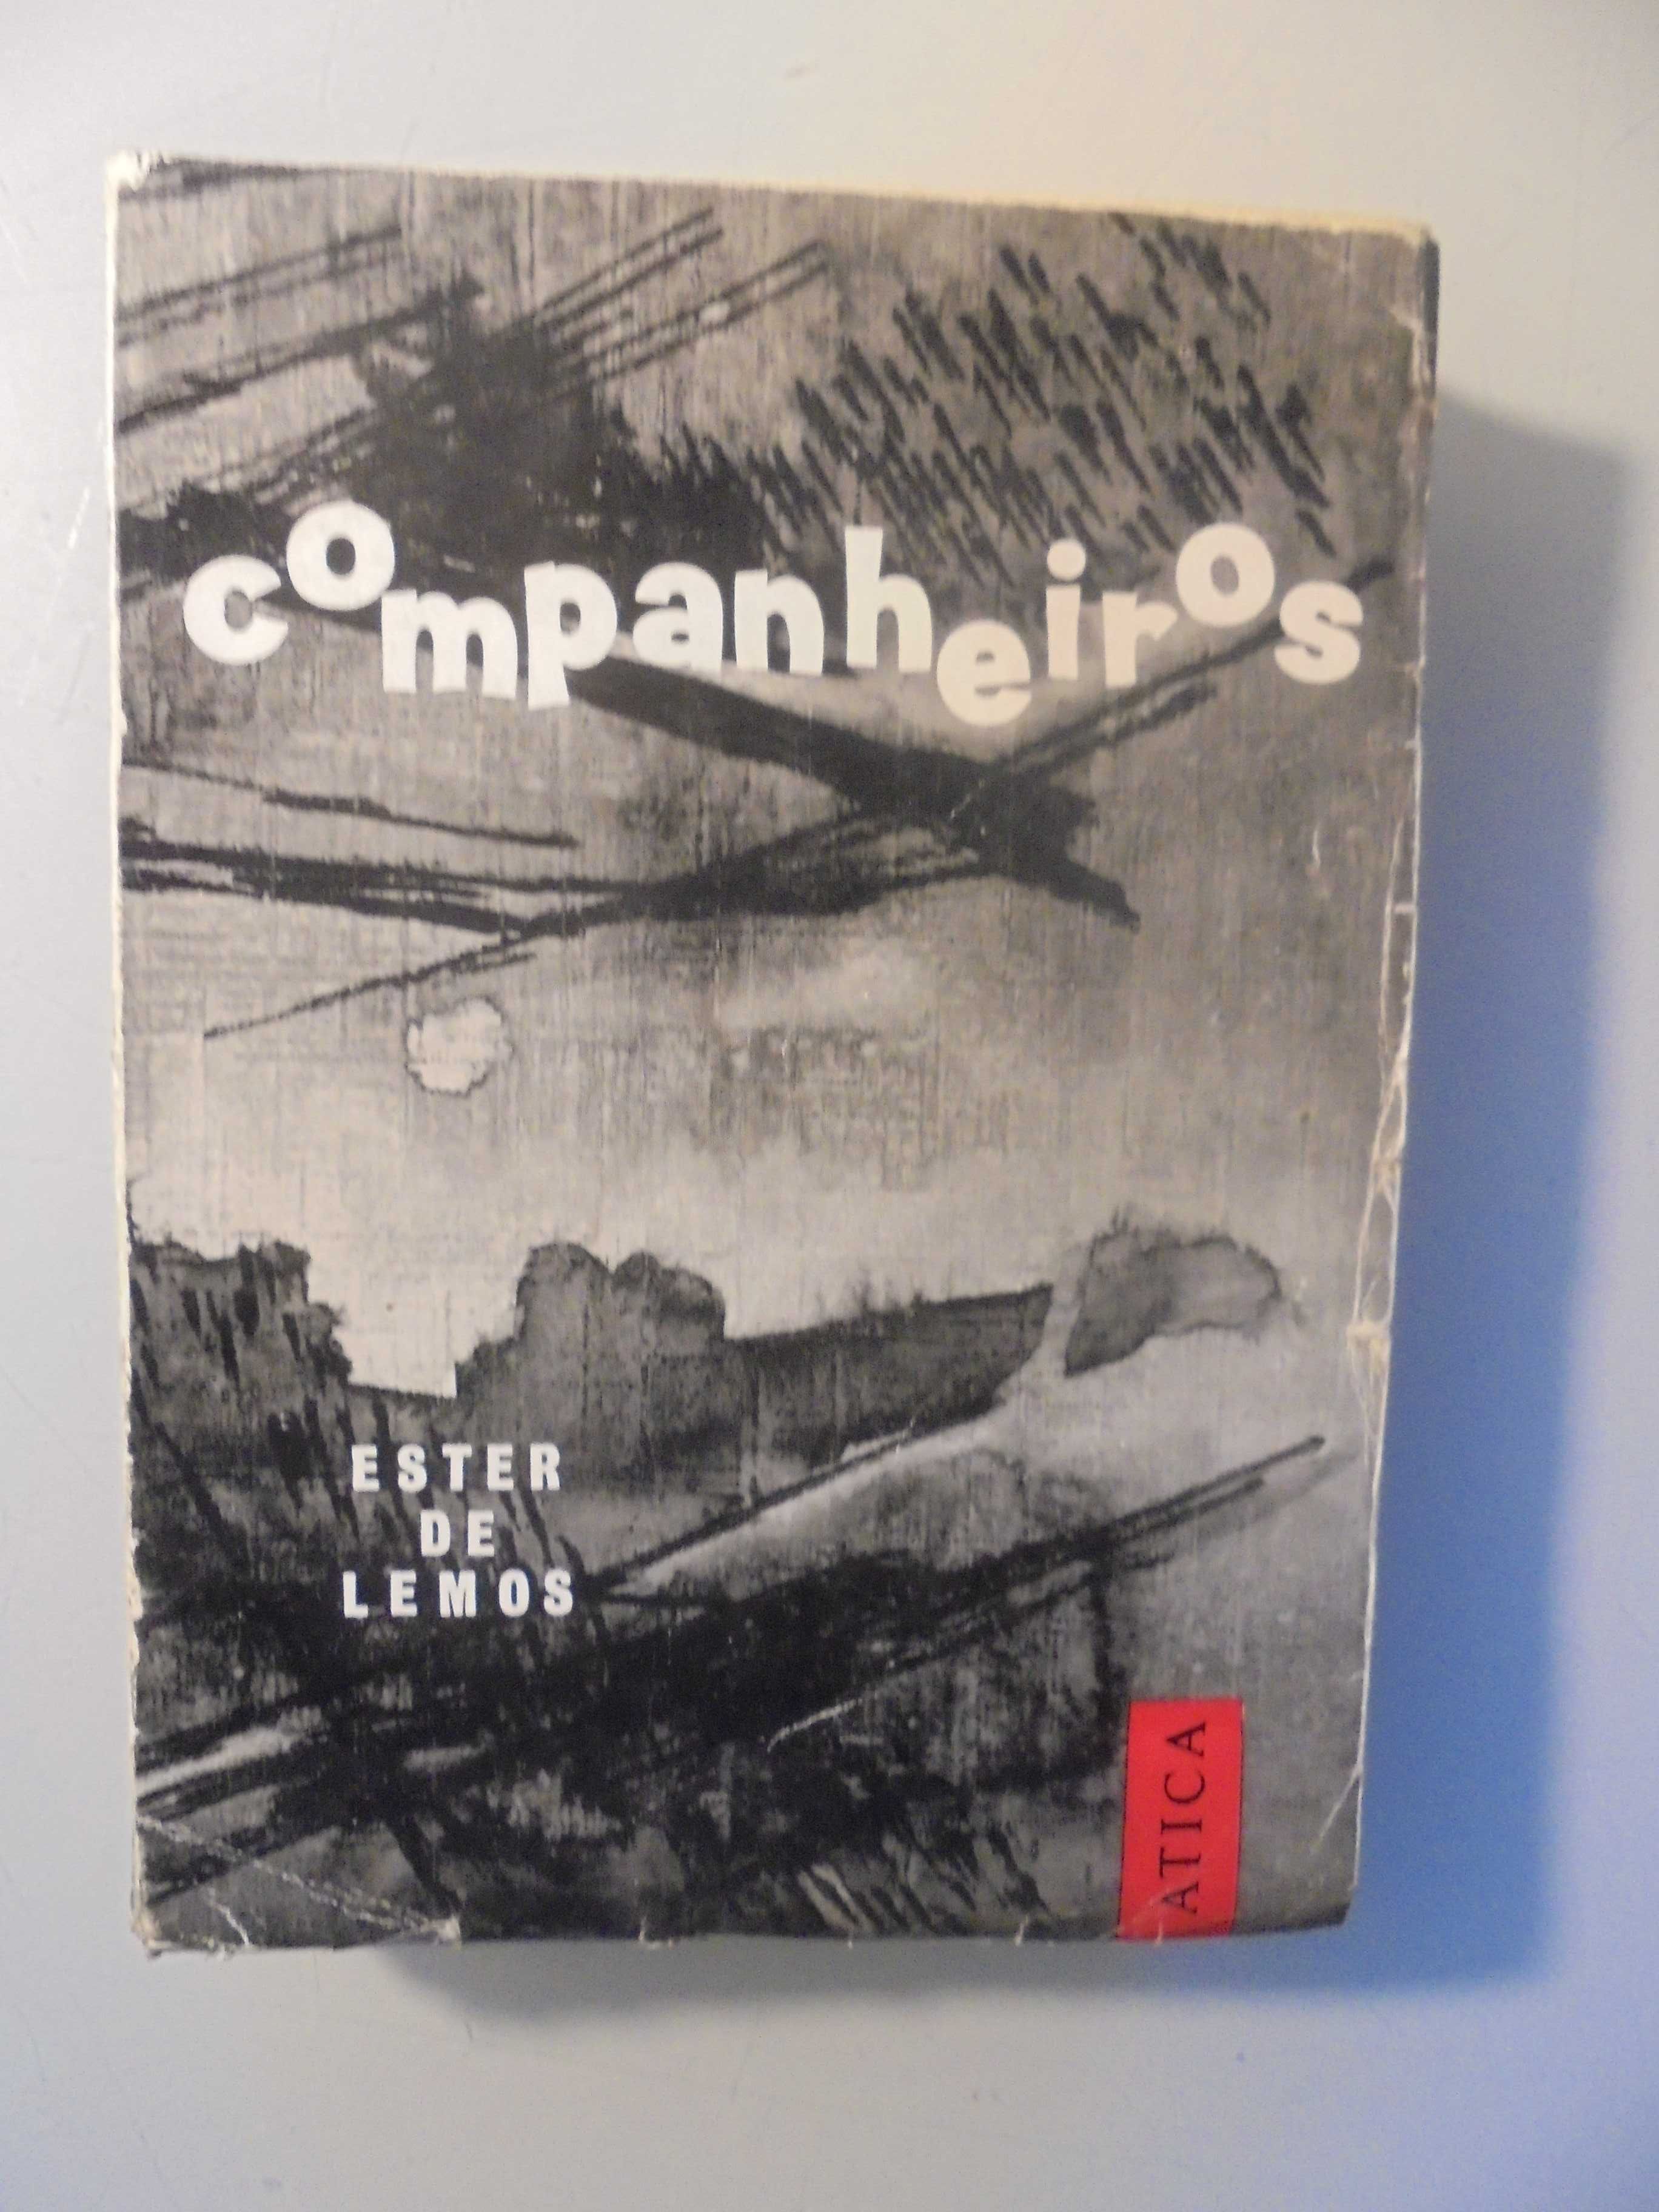 companheiros
ESTER
DE
LEMOS
ATICA